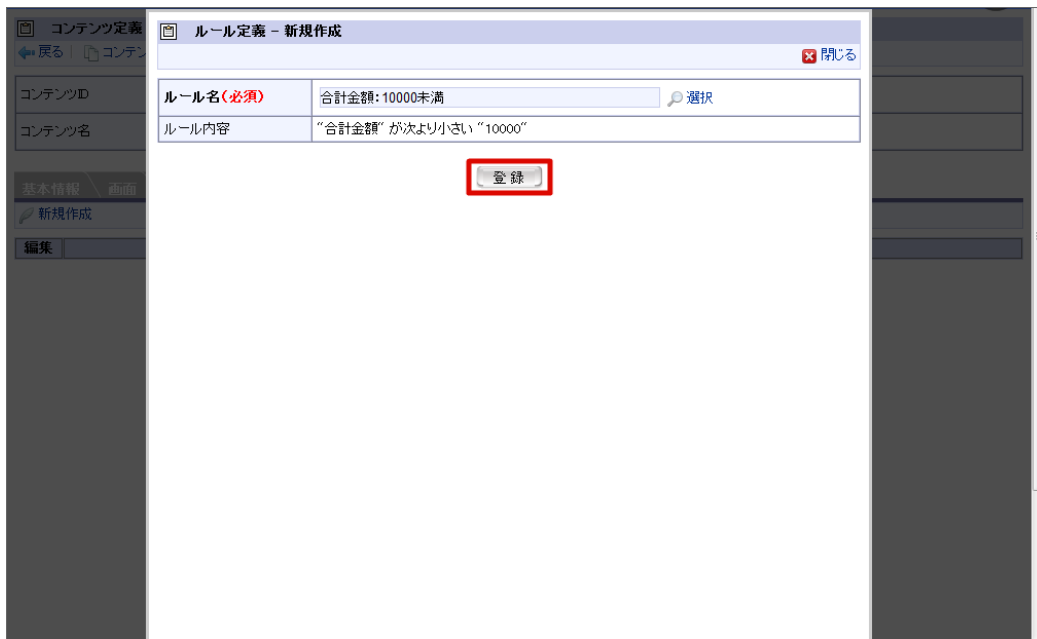 コンテンツ定義
戻る
コンテン
コンテンツID
コンテンツ名
基本情報
画面
新規作成
編集
ルール定義 - 新規作成
閉じる
ルール名(必須) 合計金額:10000未満 選択
ルール内容 "合計金額" が次より小さい "10000"
登録